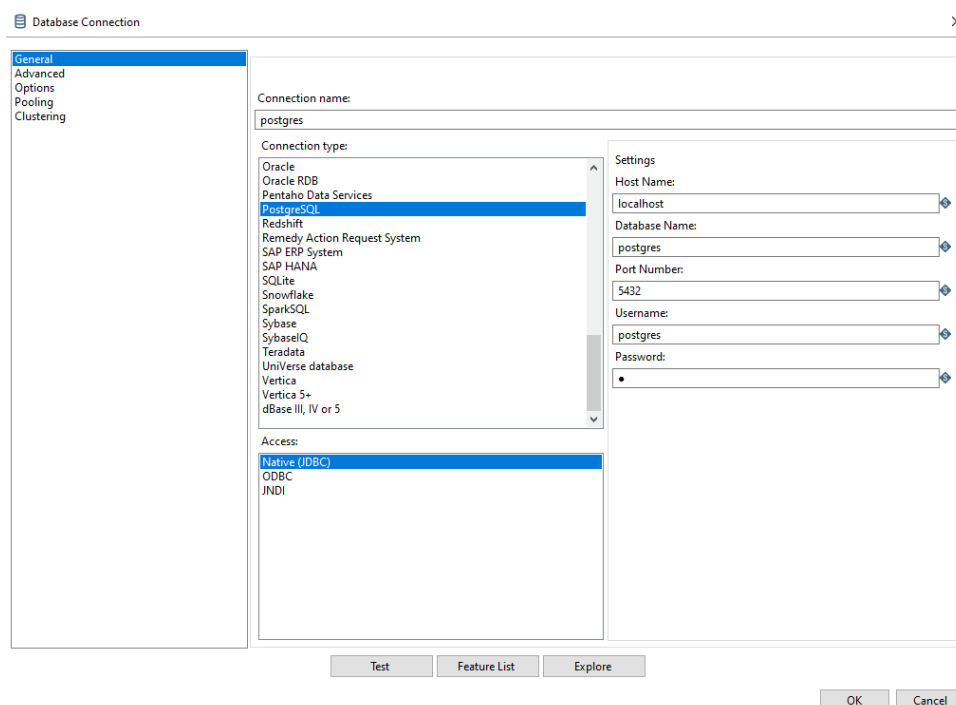 Database Connection
General
Advanced
Options
Pooling
Clustering
Connection name:
postgres
Connection type:
Oracle
Oracle RDB
Pentaho Data Services
PostgreSQL
Redshift
Remedy Action Request System
SAP ERP System
SAP HANA
SQLite
Snowflake
SparkSQL
Sybase
SybaseIQ
Teradata
UniVerse database
Vertica
Vertica 5+
dBase III, IV or 5
Access:
Native (JDBC)
ODBC
JNDI
Settings
Host Name:
localhost
Database Name:
postgres
Port Number:
5432
Username:
postgres
Password:
●
Test
Feature List
Explore
OK
Cancel